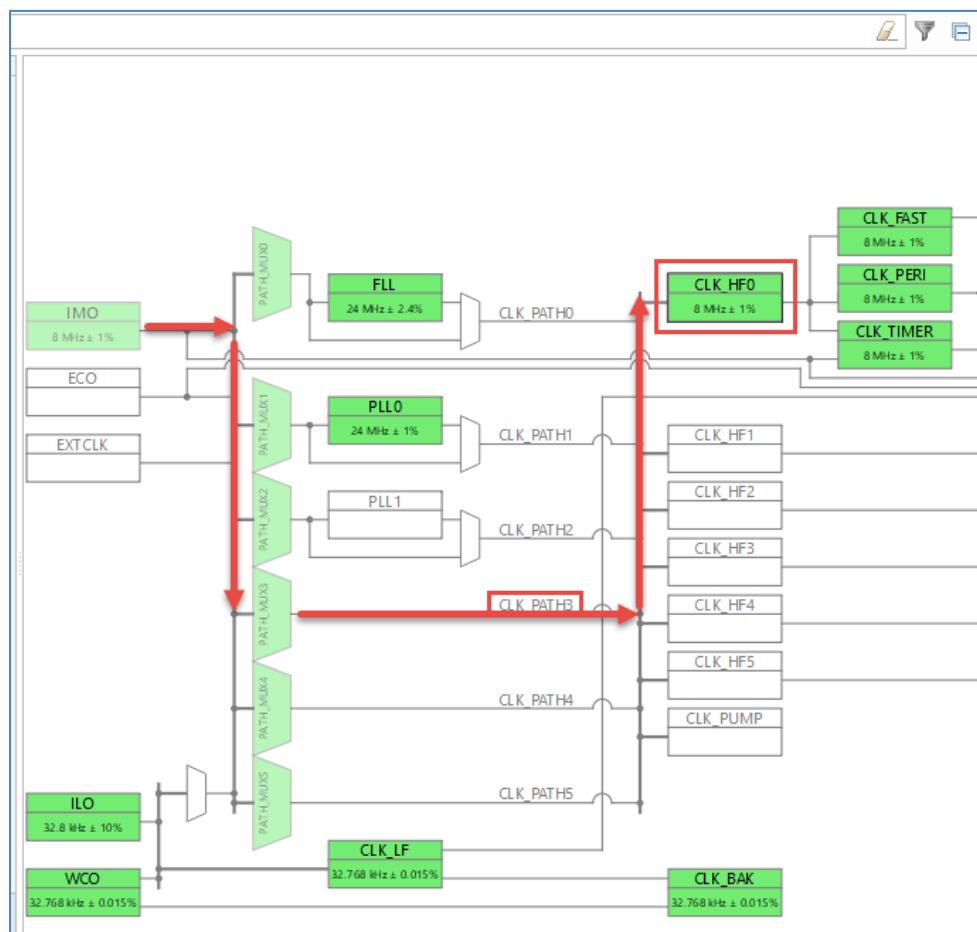 CLK_FAST
8 MHz ± 1%
PATH_MUX0
FLL
24 MHz ± 2.4%
CLK_PATH0
CLK_HF0
8 MHz ± 1%
CLK_PERI
8 MHz ± 1%
IMO
8 MHz ± 1%
CLK_TIMER
8 MHz ± 1%
ECO
PATH_MUX1
PLL0
24 MHz ± 1%
CLK_PATH1
CLK_HF1
EXTCLK
PATH_MUX2
PLL1
CLK_PATH2
CLK_HF2
CLK_HF3
PATH_MUX3
CLK_PATH3
CLK_HF4
CLK_HF5
PATH_MUX4
CLK_PATH4
CLK_PUMP
PATH_MUX5
CLK_PATH5
ILO
32.8 kHz ± 10%
CLK_LF
32.768 kHz ± 0.015%
WCO
32.768 kHz ± 0.015%
CLK_BAK
32.768 kHz ± 0.015%